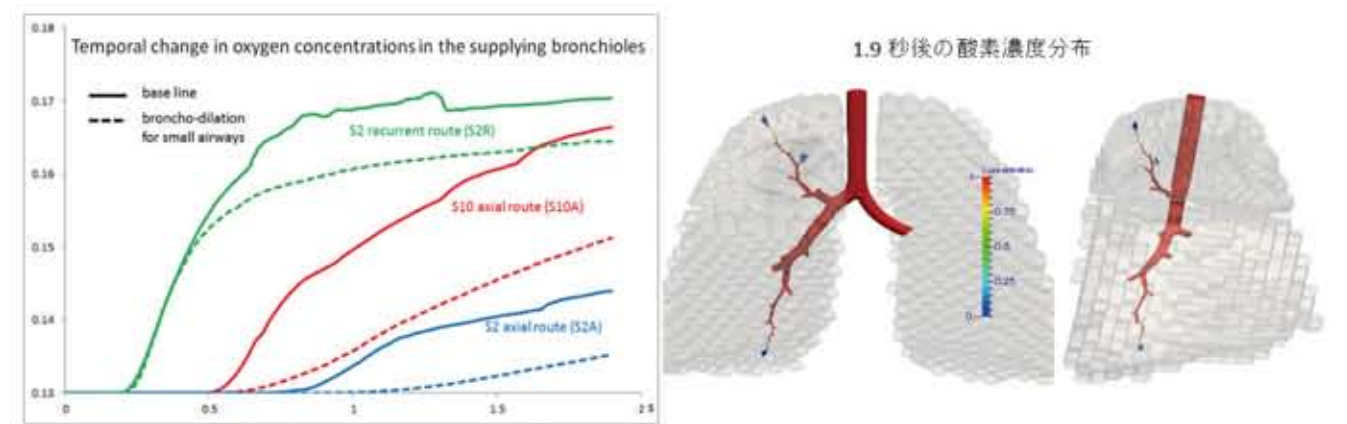 Temporal change in oxygen concentrations in the supplying bronchioles
base line
broncho-dilation
for small airways
S2 recurrent route (S2R)
S10 axial route (S10A)
S2 axial route (S2A)
0.18
0.17
0.16
0.15
0.14
0.13
0
0.5
1
1.5
2 s
1.9 秒後の酸素濃度分布
0.75
0.5
0.25
0